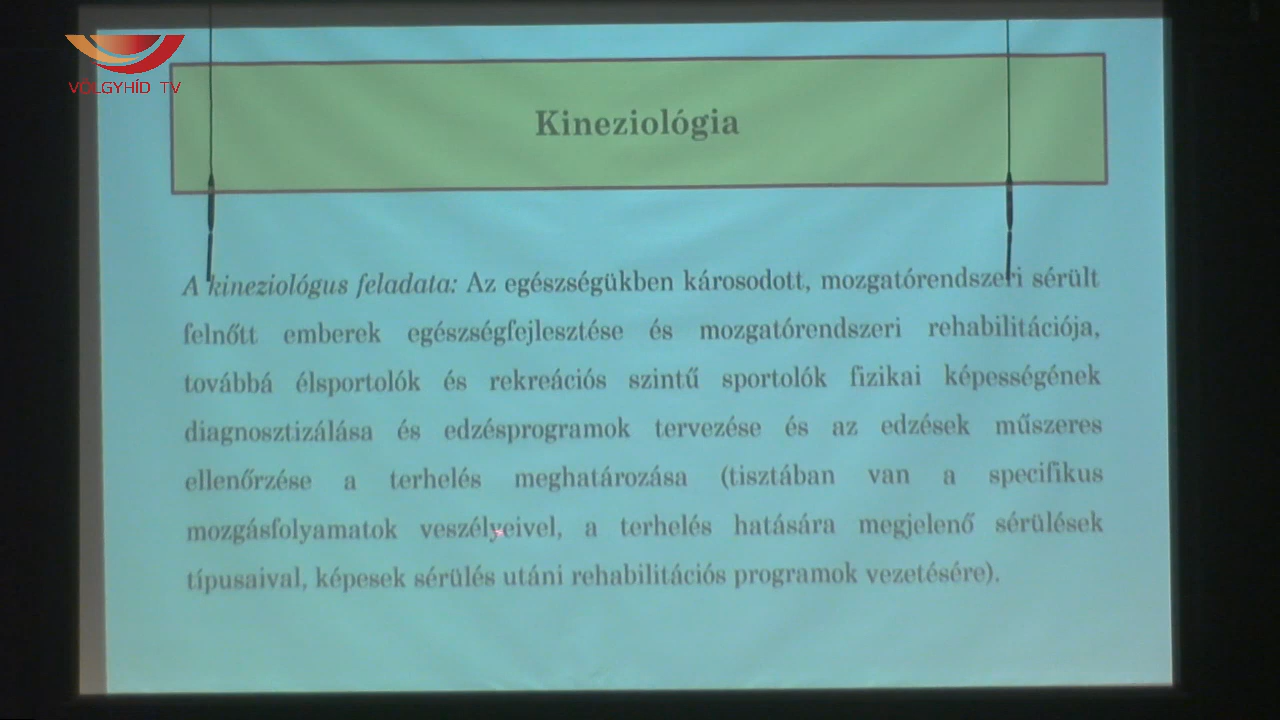 VÖLGYHÍD TV
Kineziológia
A kineziológus feladata: Az egészségükben károsodott, mozgatórendszeri sérült
felnőtt emberek egészségfejlesztése és mozgatórendszeri rehabilitációja,
továbbá élsportolók és rekreációs szintű sportolók fizikai képességének
diagnosztizálása és edzésprogramok tervezése és az edzések műszeres
ellenőrzése a terhelés meghatározása (tisztában van a specifikus
mozgásfolyamatok veszélyeivel, a terhelés hatására megjelenő sérülések
típusaival, képesek sérülés utáni rehabilitációs programok vezetésére).